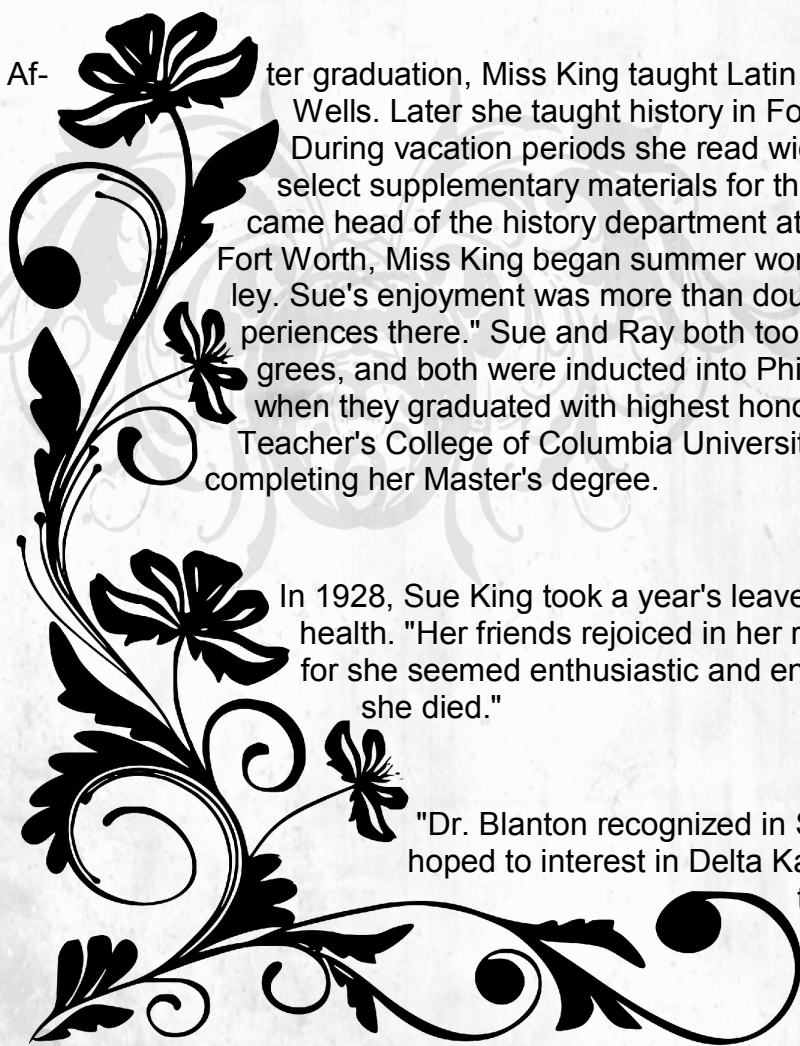 Af- ter graduation, Miss King taught Latin
Wells. Later she taught history in Fo
During vacation periods she read wi
select supplementary materials for th
came head of the history department at
Fort Worth, Miss King began summer wor
ley. Sue's enjoyment was more than dou
periences there." Sue and Ray both too
grees, and both were inducted into Phi
when they graduated with highest hono
Teacher's College of Columbia Universit
completing her Master's degree.
In 1928, Sue King took a year's leave
health. "Her friends rejoiced in her r
for she seemed enthusiastic and en
she died."
"Dr. Blanton recognized in S
hoped to interest in Delta Ka
t